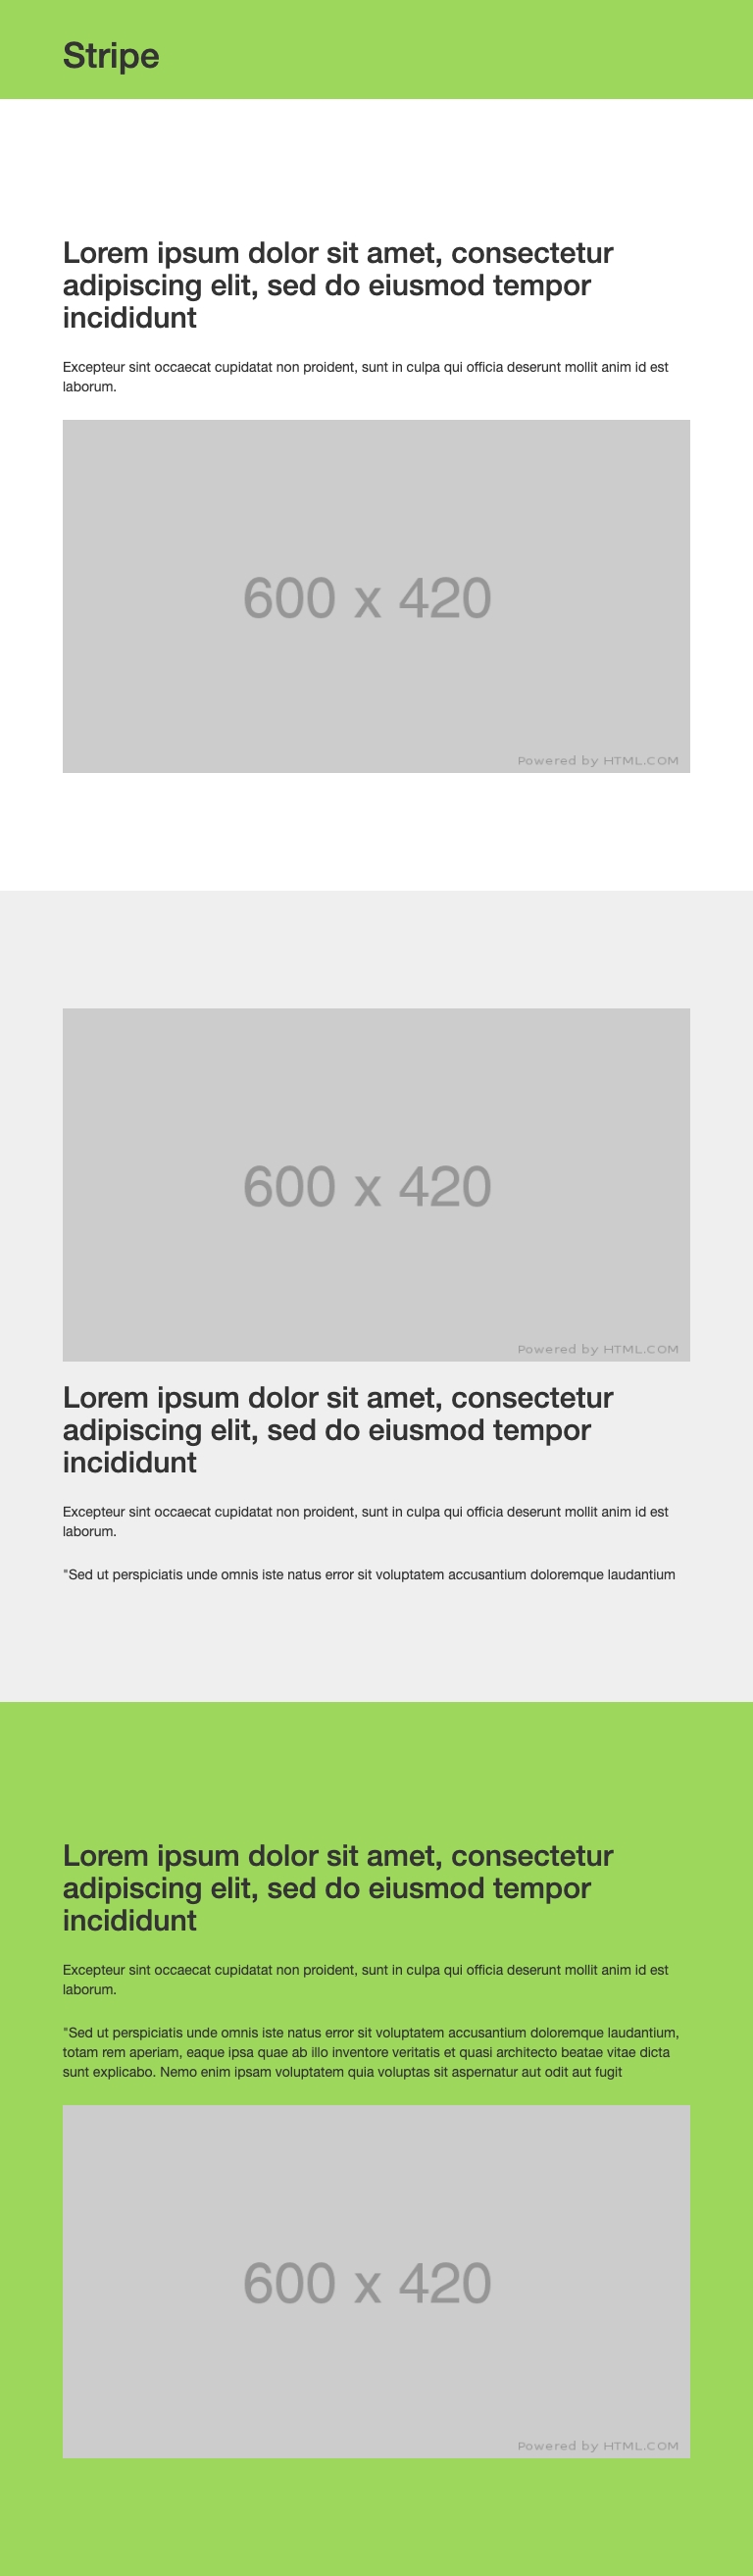 Stripe
Lorem ipsum dolor sit amet, consectetur
adipiscing elit, sed do eiusmod tempor
incididunt
Excepteur sint occaecat cupidatat non proident, sunt in culpa qui officia deserunt mollit anim id est
laborum.
600 x 420
Powered by HTML.COM
600 x 420
Powered by HTML.COM
Lorem ipsum dolor sit amet, consectetur
adipiscing elit, sed do eiusmod tempor
incididunt
Excepteur sint occaecat cupidatat non proident, sunt in culpa qui officia deserunt mollit anim id est
laborum.
"Sed ut perspiciatis unde omnis iste natus error sit voluptatem accusantium doloremque laudantium
Lorem ipsum dolor sit amet, consectetur
adipiscing elit, sed do eiusmod tempor
incididunt
Excepteur sint occaecat cupidatat non proident, sunt in culpa qui officia deserunt mollit anim id est
laborum.
"Sed ut perspiciatis unde omnis iste natus error sit voluptatem accusantium doloremque laudantium,
totam rem aperiam, eaque ipsa quae ab illo inventore veritatis et quasi architecto beatae vitae dicta
sunt explicabo. Nemo enim ipsam voluptatem quia voluptas sit aspernatur aut odit aut fugit
600 x 420
Powered by HTML.COM